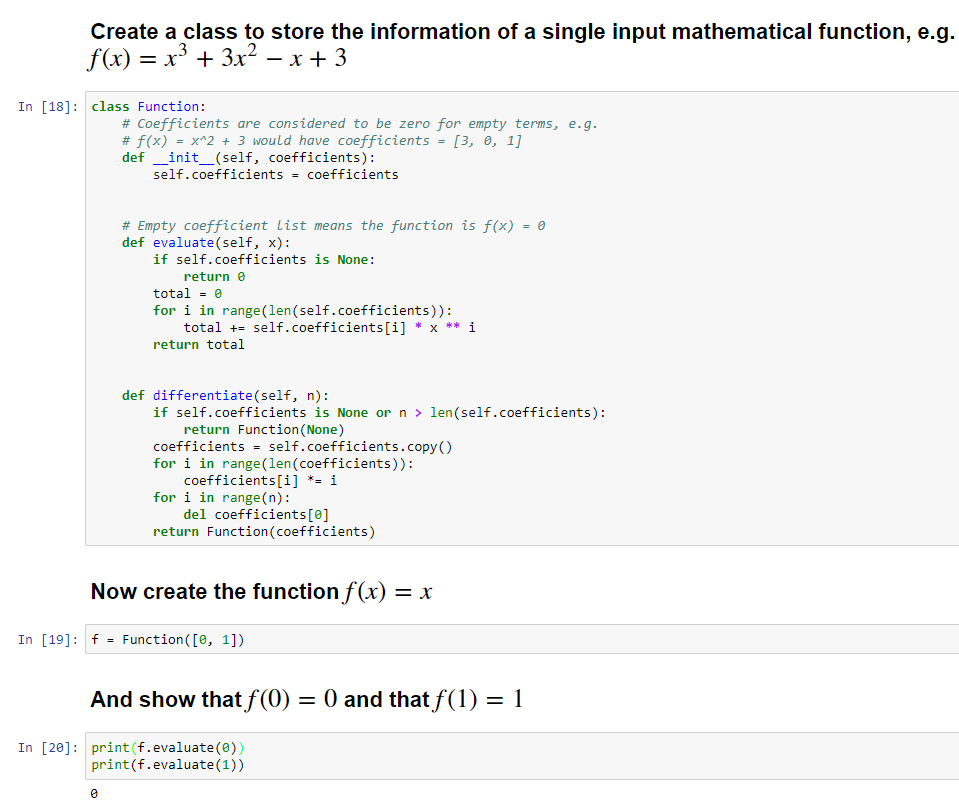 Create a class to store the information of a single input mathematical function, e.g.
f(x) = x³ + 3x² − x + 3
In [18]: class Function:
# Coefficients are considered to be zero for empty terms, e.g.
# f(x) = x^2 + 3 would have coefficients = [3, 0, 1]
def __init__(self, coefficients):
self.coefficients = coefficients
# Empty coefficient list means the function is f(x) = 0
def evaluate(self, x):
if self.coefficients is None:
return 0
total = 0
for i in range(len(self.coefficients)):
total += self.coefficients[i] * x ** i
return total
def differentiate(self, n):
if self.coefficients is None or n > len(self.coefficients):
return Function(None)
coefficients = self.coefficients.copy()
for i in range(len(coefficients)):
coefficients[i] *= i
for i in range(n):
del coefficients[0]
return Function(coefficients)
Now create the function f(x) = x
In [19]: f = Function([0, 1])
And show that f(0) = 0 and that f(1) = 1
In [20]: print(f.evaluate(0))
print(f.evaluate(1))
0